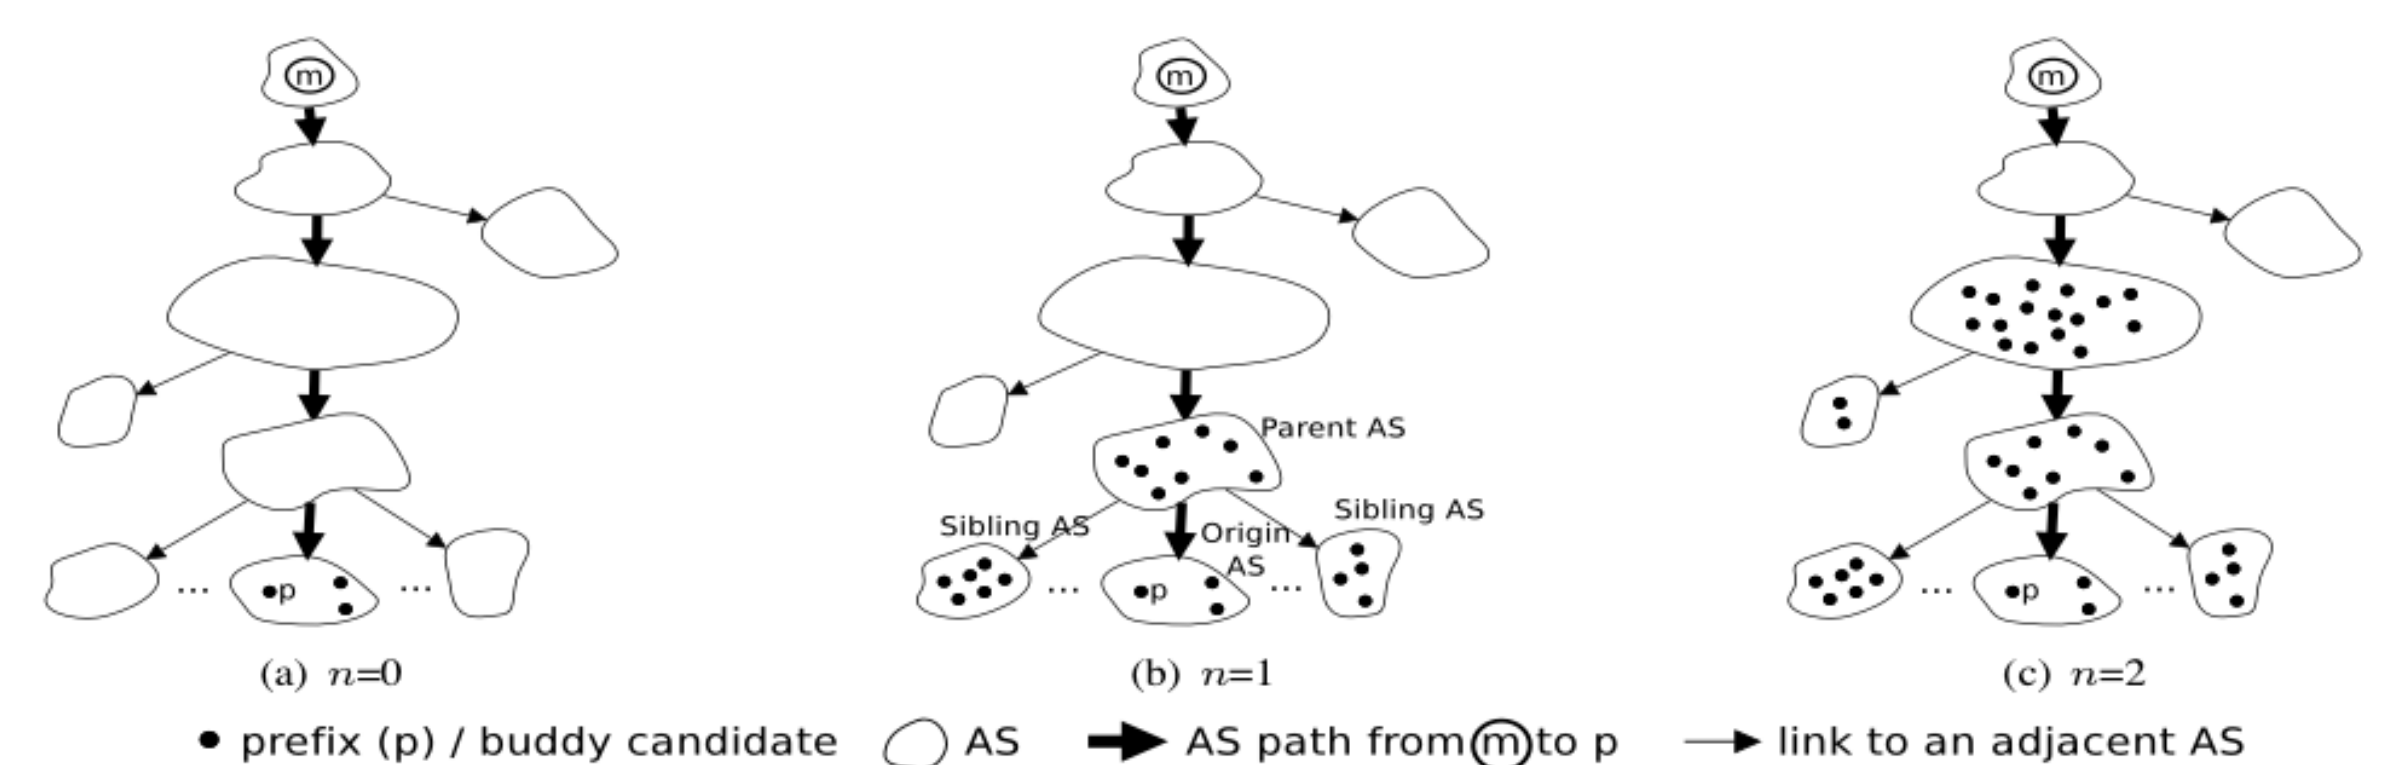 m
m
m
Parent AS
Sibling AS
Sibling AS
Origin
AS
... p ...
... p ...
... p ...
(a) n=0
(b) n=1
(c) n=2
prefix (p) / buddy candidate
AS
AS path from m to p
link to an adjacent AS